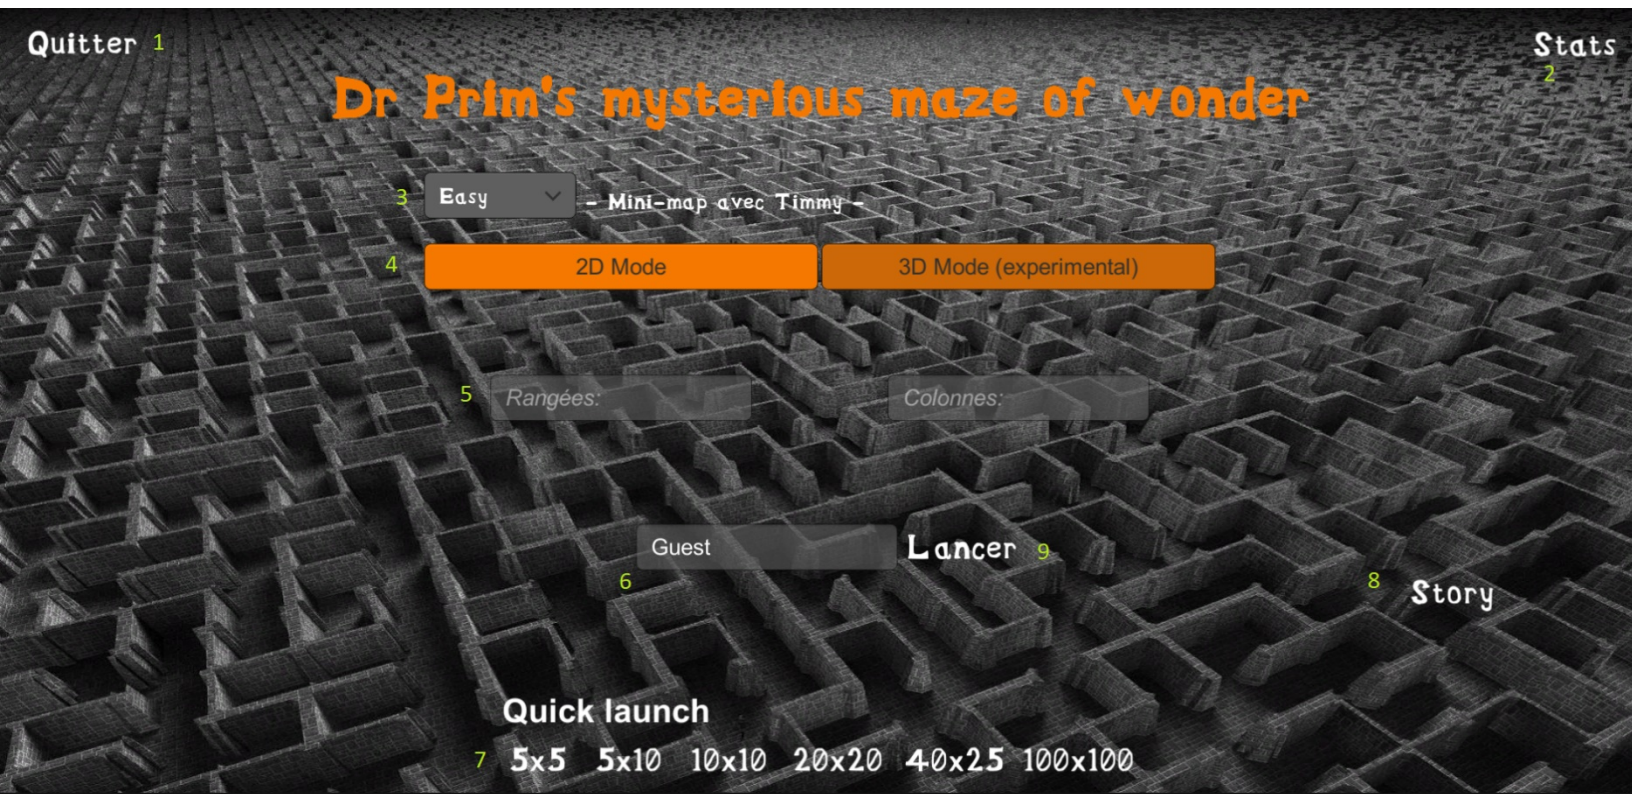 Quitter 1
Stats
2
Dr Prim's mysterious maze of wonder
3 Easy - Mini-map avec Timmy -
4 2D Mode 3D Mode (experimental)
5 Rangées: Colonnes:
Guest Lancer 9
6
8 Story
Quick launch
7 5x5 5x10 10x10 20x20 40x25 100x100